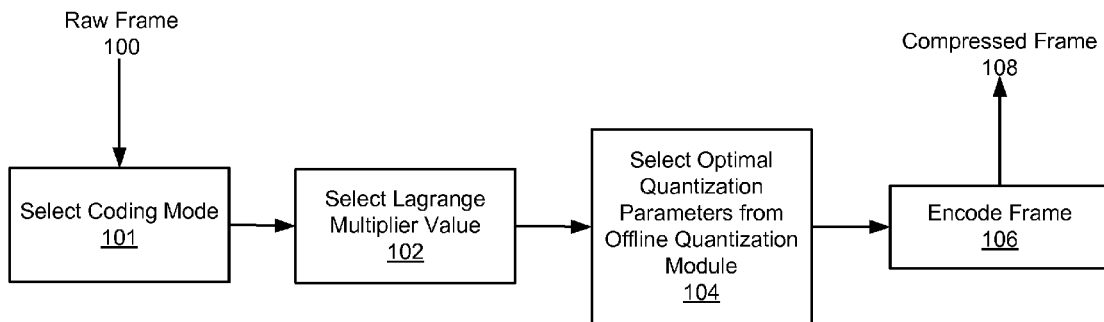 Raw Frame
100
Compressed Frame
108
Select Coding Mode
101
Select Lagrange
Multiplier Value
102
Select Optimal
Quantization
Parameters from
Offline Quantization
Module
104
Encode Frame
106